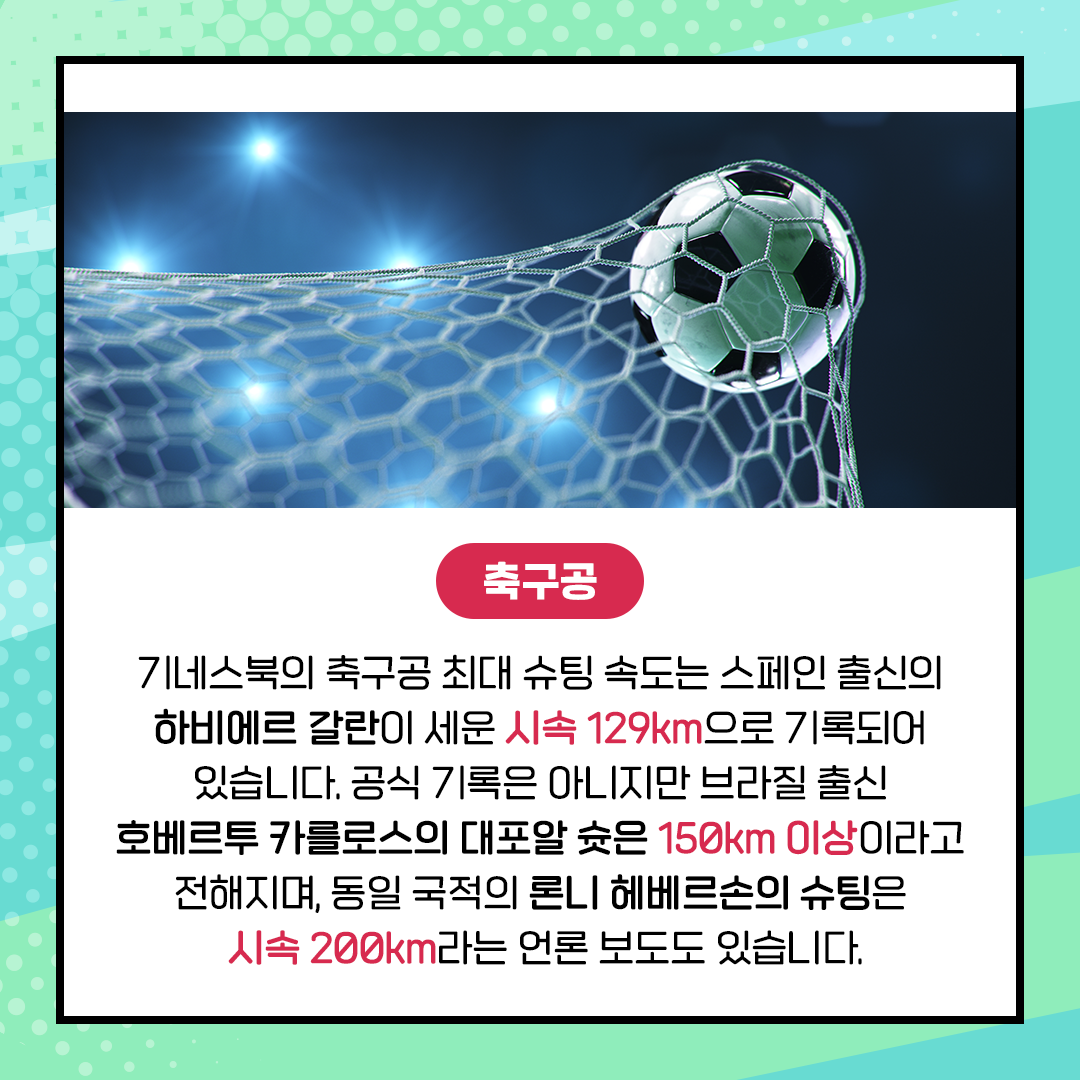 축구공
기네스북의 축구공 최대 슈팅 속도는 스페인 출신의
하비에르 갈란이 세운 시속 129km으로 기록되어
있습니다. 공식 기록은 아니지만 브라질 출신
호베르투 카를로스의 대포알 슛은 150km 이상이라고
전해지며, 동일 국적의 론니 헤베르손의 슈팅은
시속 200km라는 언론 보도도 있습니다.